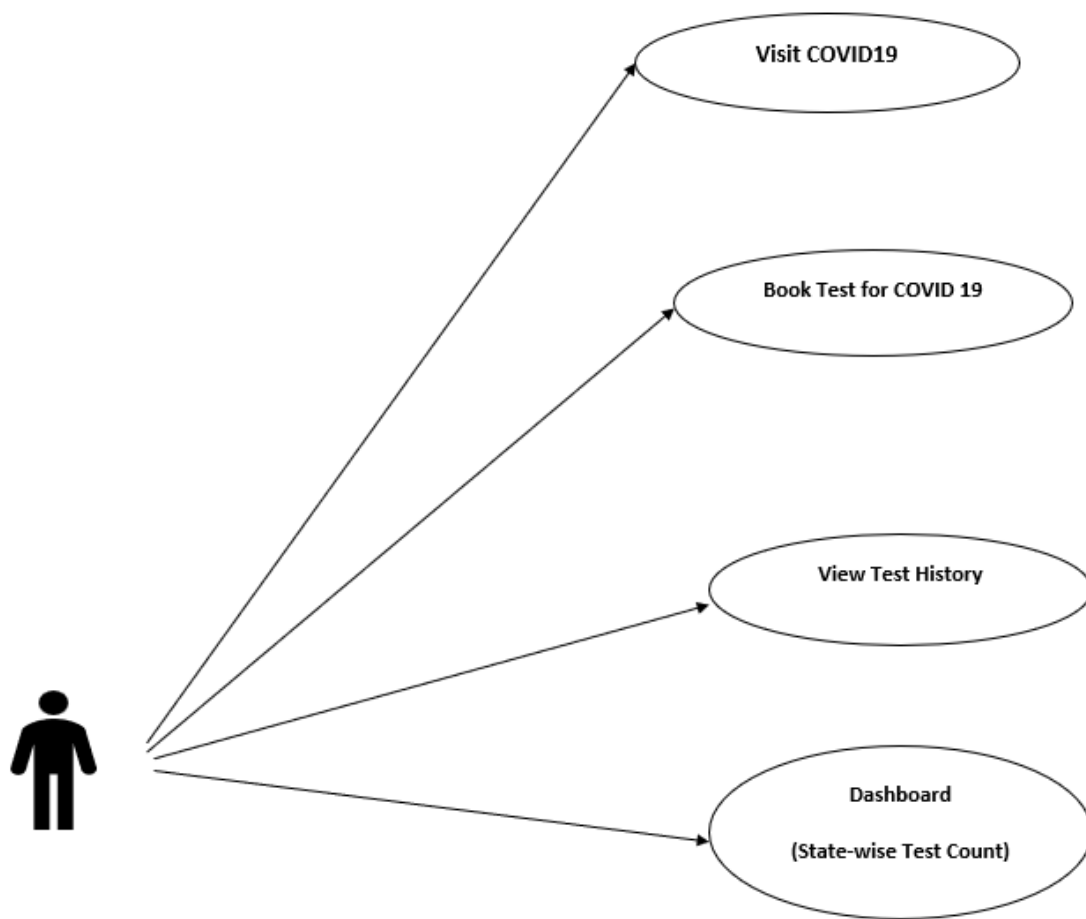 Visit COVID19
Book Test for COVID 19
View Test History
Dashboard
(State-wise Test Count)